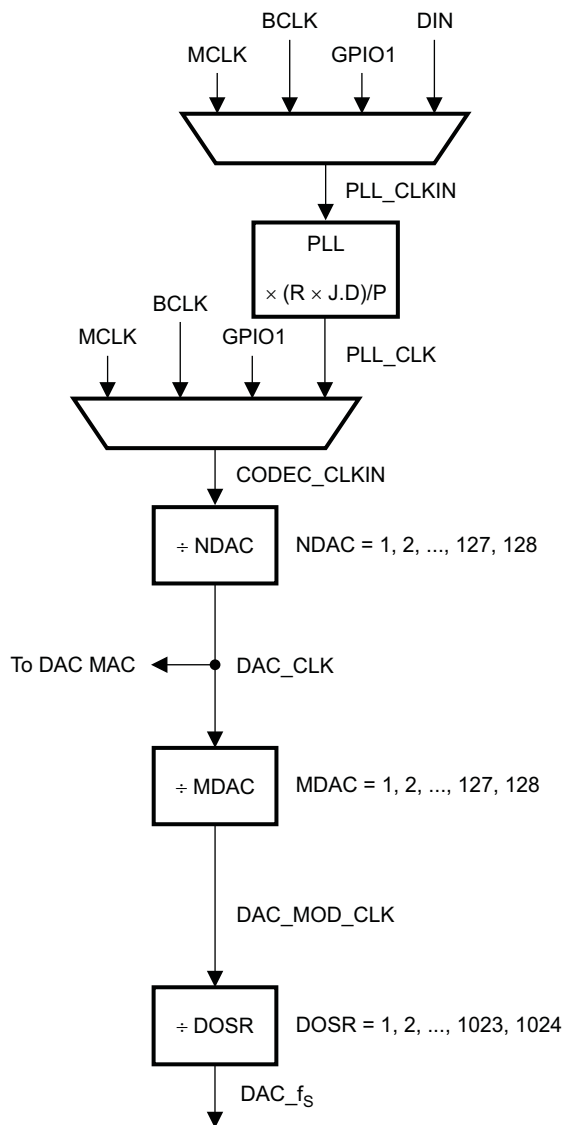 BCLK
DIN
MCLK
GPIO1
PLL_CLKIN
PLL
× (R × J.D)/P
BCLK
MCLK
GPIO1
PLL_CLK
CODEC_CLKIN
÷ NDAC
NDAC = 1, 2, ..., 127, 128
To DAC MAC
DAC_CLK
÷ MDAC
MDAC = 1, 2, ..., 127, 128
DAC_MOD_CLK
÷ DOSR
DOSR = 1, 2, ..., 1023, 1024
DAC_fS